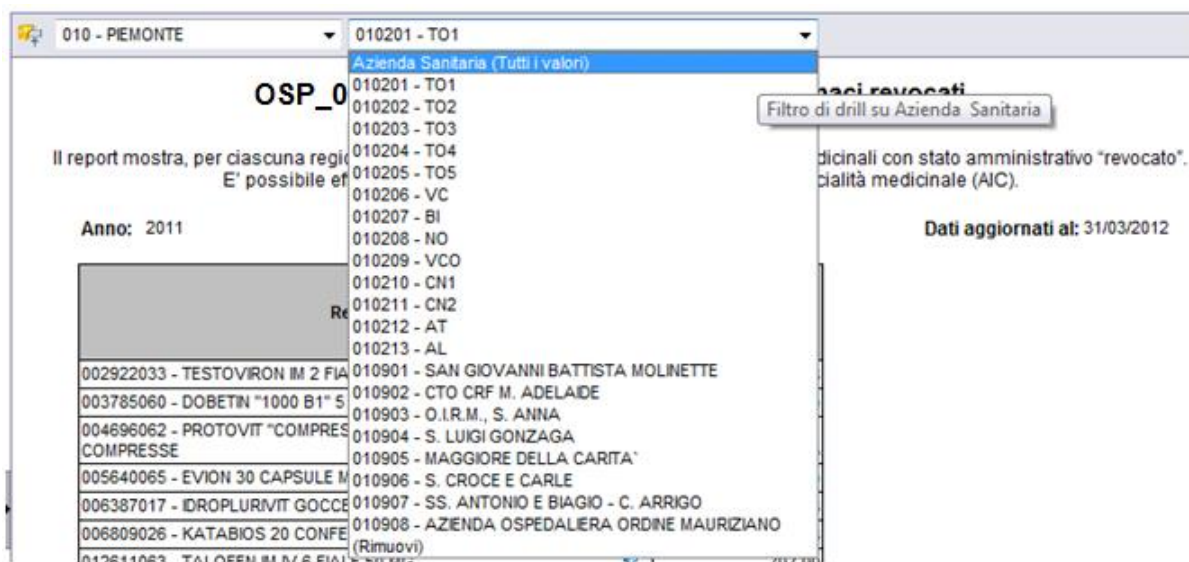 010 - PIEMONTE
010201 - TO1
Azienda Sanitaria (Tutti i valori)
010201 - TO1
010202 - TO2
010203 - TO3
010204 - TO4
010205 - TO5
010206 - VC
010207 - BI
010208 - NO
010209 - VCO
010210 - CN1
010211 - CN2
010212 - AT
010213 - AL
010901 - SAN GIOVANNI BATTISTA MOLINETTE
010902 - CTO CRF M. ADELAIDE
010903 - O.I.R.M., S. ANNA
010904 - S. LUIGI GONZAGA
010905 - MAGGIORE DELLA CARITA`
010906 - S. CROCE E CARLE
010907 - SS. ANTONIO E BIAGIO - C. ARRIGO
010908 - AZIENDA OSPEDALIERA ORDINE MAURIZIANO
(Rimuovi)
Filtro di drill su Azienda Sanitaria
OSP_0 revocati
Il report mostra, per ciascuna regio dicinali con stato amministrativo "revocato".
E' possibile ef cialità medicinale (AIC).
Anno: 2011 Dati aggiornati al: 31/03/2012
Re
002922033 - TESTOVIRON IM 2 FIA
003785060 - DOBETIN "1000 B1" 5
004696062 - PROTOVIT "COMPRES
COMPRESSE
005640065 - EVION 30 CAPSULE M
006387017 - IDROPLURIVIT GOCCE
006809026 - KATABIOS 20 CONFE